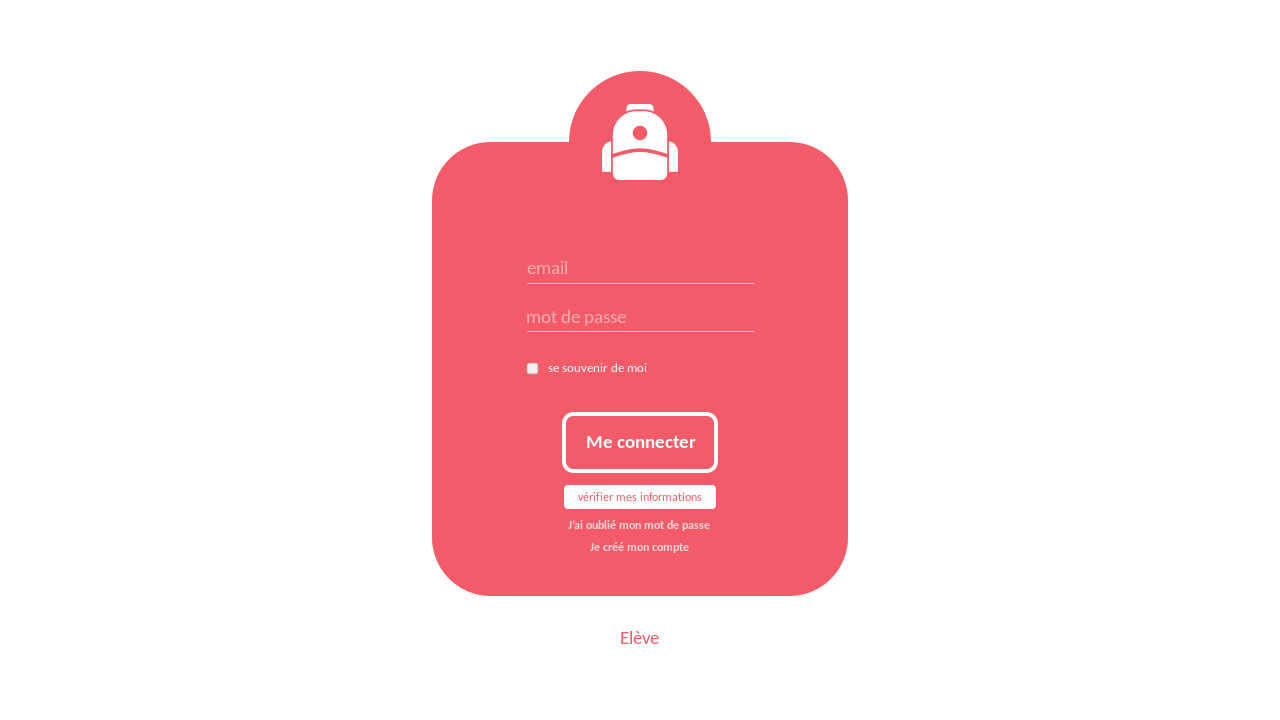 email
mot de passe
se souvenir de moi
Me connecter
vérifier mes informations
J'ai oublié mon mot de passe
Je créé mon compte
Elève